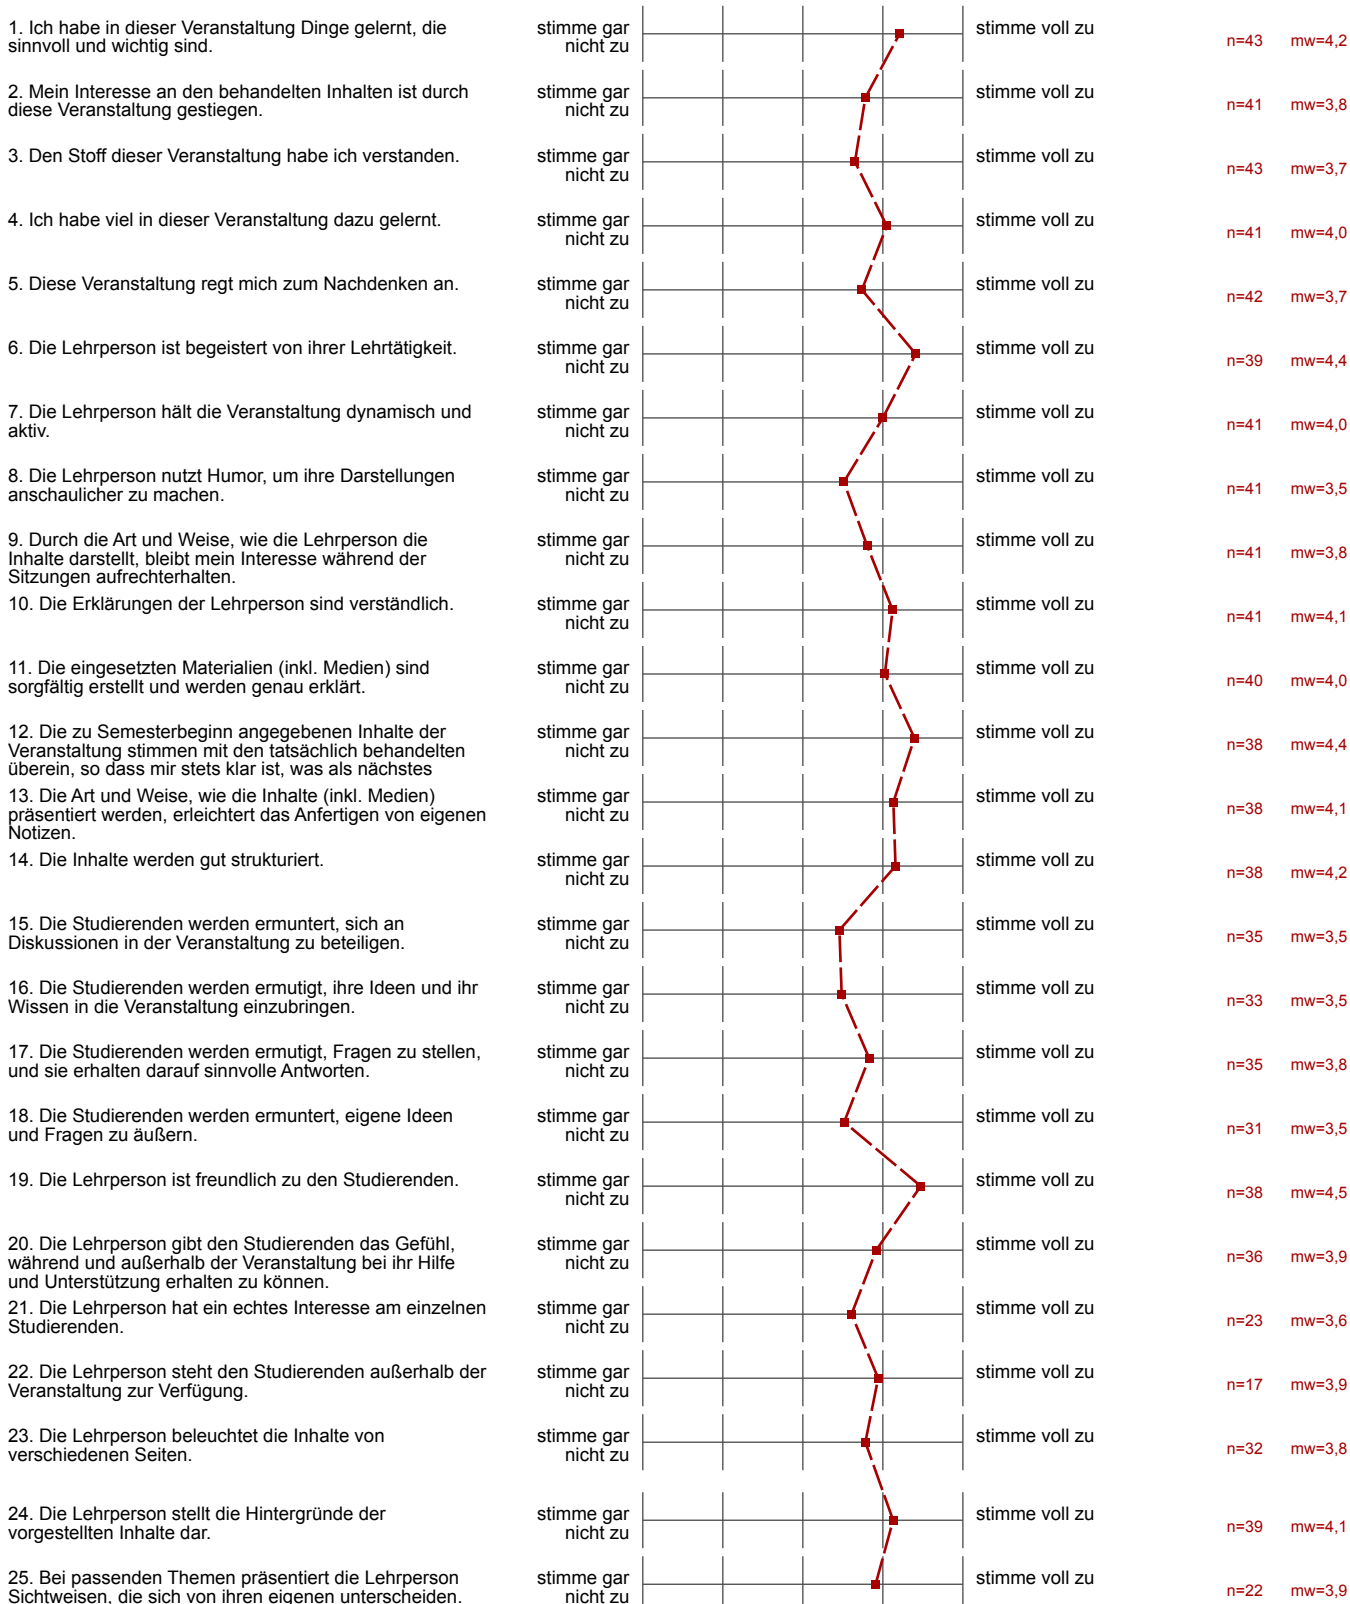 1. Ich habe in dieser Veranstaltung Dinge gelernt, die
sinnvoll und wichtig sind.
stimme gar
nicht zu
stimme voll zu
n=43 mw=4,2
2. Mein Interesse an den behandelten Inhalten ist durch
diese Veranstaltung gestiegen.
stimme gar
nicht zu
stimme voll zu
n=41 mw=3,8
3. Den Stoff dieser Veranstaltung habe ich verstanden.
stimme gar
nicht zu
stimme voll zu
n=43 mw=3,7
4. Ich habe viel in dieser Veranstaltung dazu gelernt.
stimme gar
nicht zu
stimme voll zu
n=41 mw=4,0
5. Diese Veranstaltung regt mich zum Nachdenken an.
stimme gar
nicht zu
stimme voll zu
n=42 mw=3,7
6. Die Lehrperson ist begeistert von ihrer Lehrtätigkeit.
stimme gar
nicht zu
stimme voll zu
n=39 mw=4,4
7. Die Lehrperson hält die Veranstaltung dynamisch und
aktiv.
stimme gar
nicht zu
stimme voll zu
n=41 mw=4,0
8. Die Lehrperson nutzt Humor, um ihre Darstellungen
anschaulicher zu machen.
stimme gar
nicht zu
stimme voll zu
n=41 mw=3,5
9. Durch die Art und Weise, wie die Lehrperson die
Inhalte darstellt, bleibt mein Interesse während der
Sitzungen aufrechterhalten.
stimme gar
nicht zu
stimme voll zu
n=41 mw=3,8
10. Die Erklärungen der Lehrperson sind verständlich.
stimme gar
nicht zu
stimme voll zu
n=41 mw=4,1
11. Die eingesetzten Materialien (inkl. Medien) sind
sorgfältig erstellt und werden genau erklärt.
stimme gar
nicht zu
stimme voll zu
n=40 mw=4,0
12. Die zu Semesterbeginn angegebenen Inhalte der
Veranstaltung stimmen mit den tatsächlich behandelten
überein, so dass mir stets klar ist, was als nächstes
stimme gar
nicht zu
stimme voll zu
n=38 mw=4,4
13. Die Art und Weise, wie die Inhalte (inkl. Medien)
präsentiert werden, erleichtert das Anfertigen von eigenen
Notizen.
stimme gar
nicht zu
stimme voll zu
n=38 mw=4,1
14. Die Inhalte werden gut strukturiert.
stimme gar
nicht zu
stimme voll zu
n=38 mw=4,2
15. Die Studierenden werden ermuntert, sich an
Diskussionen in der Veranstaltung zu beteiligen.
stimme gar
nicht zu
stimme voll zu
n=35 mw=3,5
16. Die Studierenden werden ermutigt, ihre Ideen und ihr
Wissen in die Veranstaltung einzubringen.
stimme gar
nicht zu
stimme voll zu
n=33 mw=3,5
17. Die Studierenden werden ermutigt, Fragen zu stellen,
und sie erhalten darauf sinnvolle Antworten.
stimme gar
nicht zu
stimme voll zu
n=35 mw=3,8
18. Die Studierenden werden ermuntert, eigene Ideen
und Fragen zu äußern.
stimme gar
nicht zu
stimme voll zu
n=31 mw=3,5
19. Die Lehrperson ist freundlich zu den Studierenden.
stimme gar
nicht zu
stimme voll zu
n=38 mw=4,5
20. Die Lehrperson gibt den Studierenden das Gefühl,
während und außerhalb der Veranstaltung bei ihr Hilfe
und Unterstützung erhalten zu können.
stimme gar
nicht zu
stimme voll zu
n=36 mw=3,9
21. Die Lehrperson hat ein echtes Interesse am einzelnen
Studierenden.
stimme gar
nicht zu
stimme voll zu
n=23 mw=3,6
22. Die Lehrperson steht den Studierenden außerhalb der
Veranstaltung zur Verfügung.
stimme gar
nicht zu
stimme voll zu
n=17 mw=3,9
23. Die Lehrperson beleuchtet die Inhalte von
verschiedenen Seiten.
stimme gar
nicht zu
stimme voll zu
n=32 mw=3,8
24. Die Lehrperson stellt die Hintergründe der
vorgestellten Inhalte dar.
stimme gar
nicht zu
stimme voll zu
n=39 mw=4,1
25. Bei passenden Themen präsentiert die Lehrperson
Sichtweisen, die sich von ihren eigenen unterscheiden.
stimme gar
nicht zu
stimme voll zu
n=22 mw=3,9